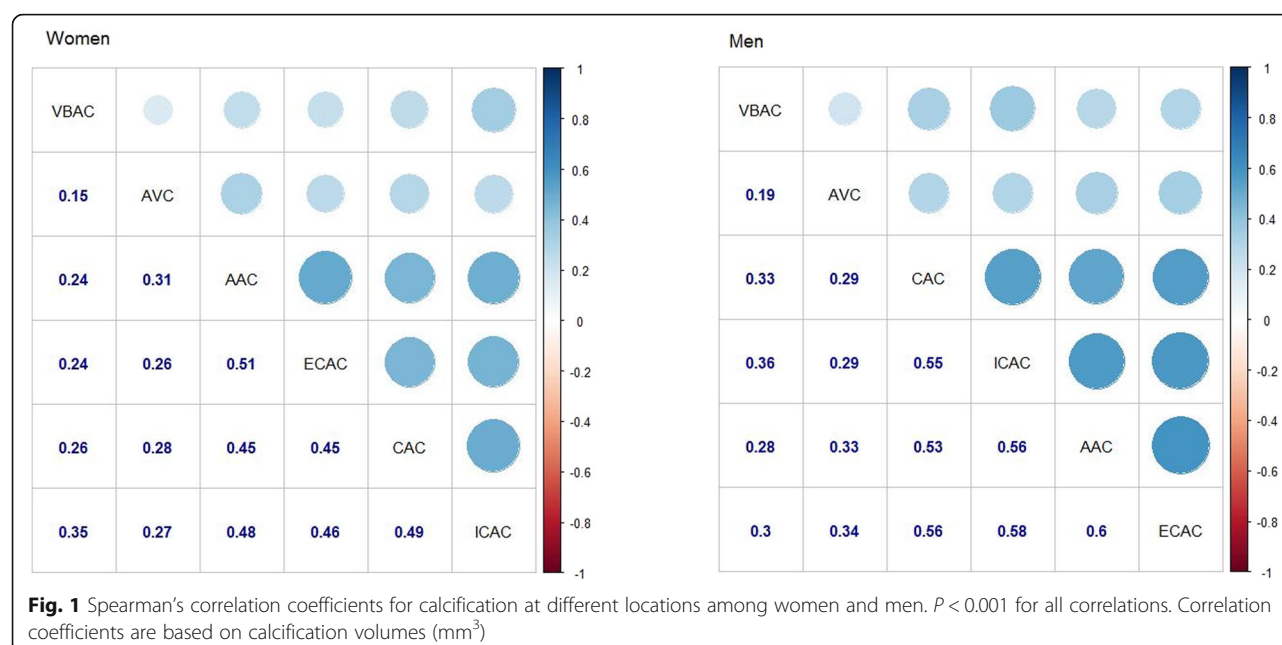 Women
VBAC
0.15 AVC
0.24 0.31 AAC
0.24 0.26 0.51 ECAC
0.26 0.28 0.45 0.45 CAC
0.35 0.27 0.48 0.46 0.49 ICAC
1
0.8
0.6
0.4
0.2
0
-0.2
-0.4
-0.6
-0.8
-1
Men
VBAC
0.19 AVC
0.33 0.29 CAC
0.36 0.29 0.55 ICAC
0.28 0.33 0.53 0.56 AAC
0.3 0.34 0.56 0.58 0.6 ECAC
1
0.8
0.6
0.4
0.2
0
-0.2
-0.4
-0.6
-0.8
-1
Fig. 1 Spearman's correlation coefficients for calcification at different locations among women and men. P < 0.001 for all correlations. Correlation
coefficients are based on calcification volumes (mm³)